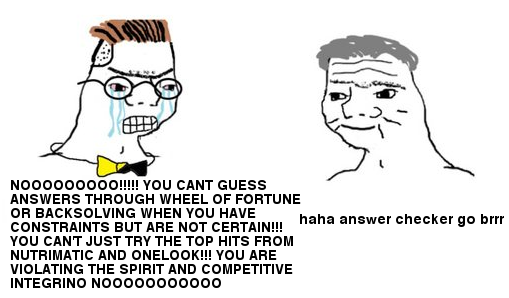 NOOOOOOOOO!!!!! YOU CANT GUESS
ANSWERS THROUGH WHEEL OF FORTUNE
OR BACKSOLVING WHEN YOU HAVE
CONSTRAINTS BUT ARE NOT CERTAIN!!!
YOU CAN'T JUST TRY THE TOP HITS FROM
NUTRIMATIC AND ONELOOK!!! YOU ARE
VIOLATING THE SPIRIT AND COMPETITIVE
INTEGRINO NOOOOOOOOOOO
haha answer checker go brrr